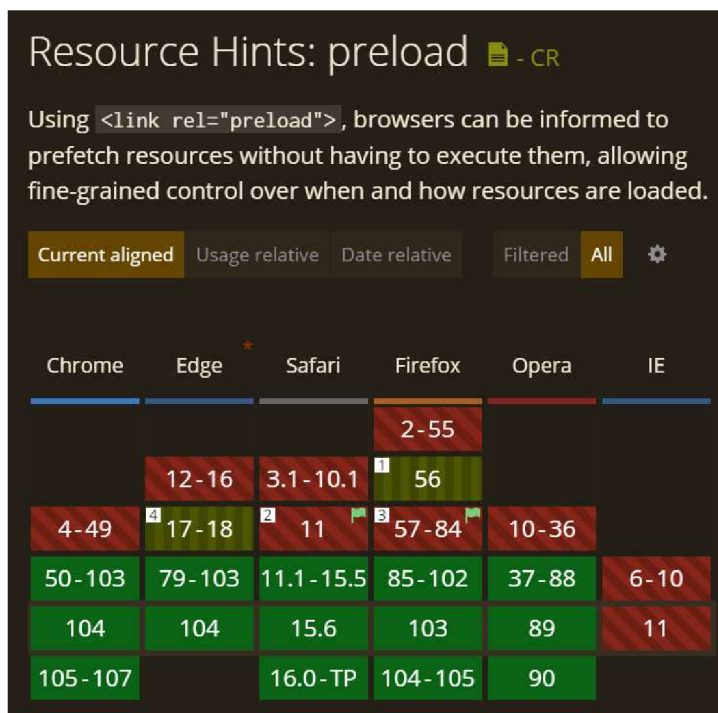 Resource Hints: preload - CR
Using <link rel="preload">, browsers can be informed to
prefetch resources without having to execute them, allowing
fine-grained control over when and how resources are loaded.
Current aligned Usage relative Date relative Filtered All
*
Chrome Edge Safari Firefox Opera IE
2-55
12-16 3.1-10.1 1 56
4-49 4 17-18 2 11 3 57-84 10-36
50-103 79-103 11.1-15.5 85-102 37-88 6-10
104 104 15.6 103 89 11
105-107 16.0-TP 104-105 90